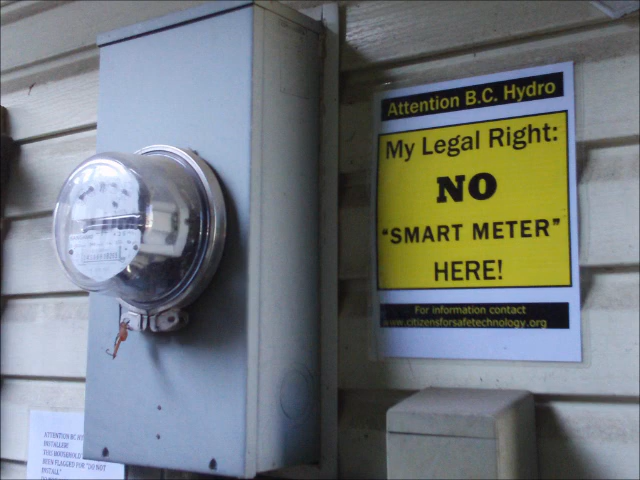 Attention B.C. Hydro
My Legal Right:
NO
"SMART METER"
HERE!
For information contact
www.citizensforsafetechnology.org
ATTENTION BC HY
INSTALLER!
THIS HOUSEHOLD
BEEN FLAGGED FOR "DO NOT
INSTALL"